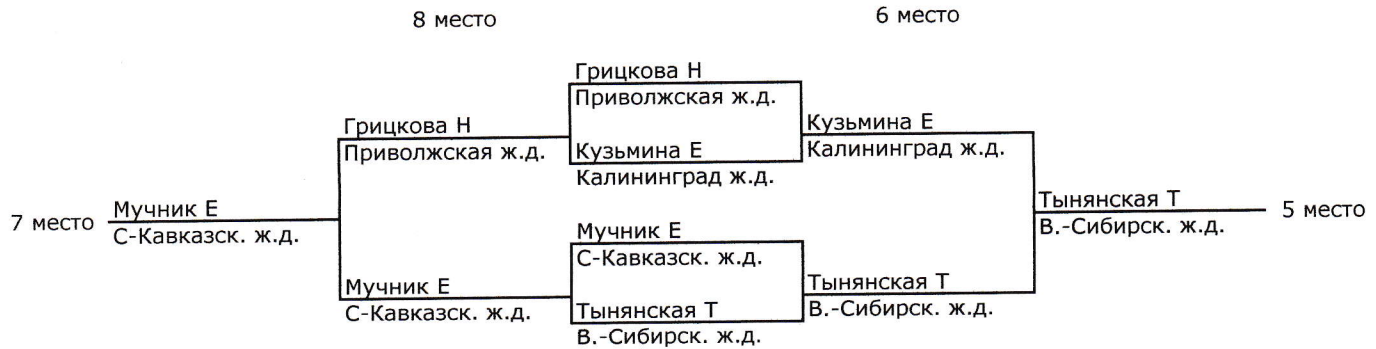 8 место
6 место
Грицкова Н
Приволжская ж.д.
Грицкова Н
Приволжская ж.д.
Кузьмина Е
Калининград ж.д.
Кузьмина Е
Калининград ж.д.
7 место
Мучник Е
С-Кавказск. ж.д.
Тынянская Т
В.-Сибирск. ж.д.
5 место
Мучник Е
С-Кавказск. ж.д.
Мучник Е
С-Кавказск. ж.д.
Тынянская Т
В.-Сибирск. ж.д.
Тынянская Т
В.-Сибирск. ж.д.